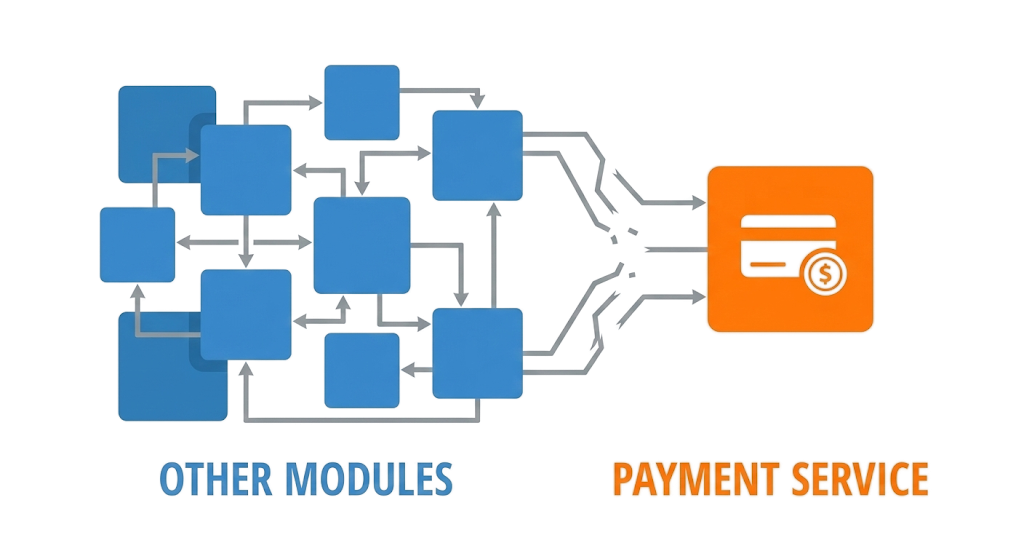 $
OTHER MODULES
PAYMENT SERVICE